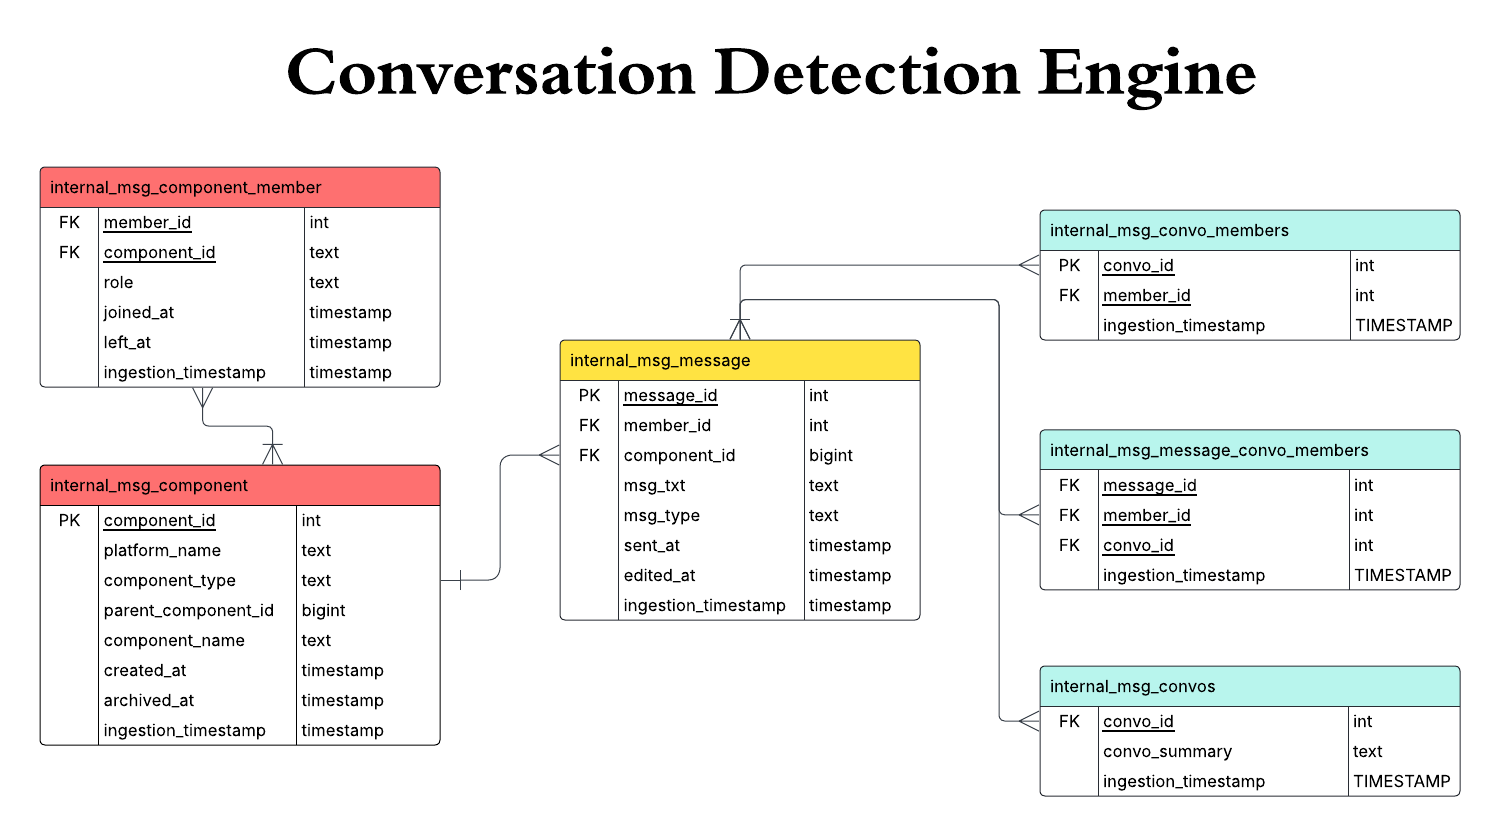 Conversation Detection Engine
internal_msg_component_member
FK member_id int
FK component_id text
role text
joined_at timestamp
left_at timestamp
ingestion_timestamp timestamp
internal_msg_component
PK component_id int
platform_name text
component_type text
parent_component_id bigint
component_name text
created_at timestamp
archived_at timestamp
ingestion_timestamp timestamp
internal_msg_message
PK message_id int
FK member_id int
FK component_id bigint
msg_txt text
msg_type text
sent_at timestamp
edited_at timestamp
ingestion_timestamp timestamp
internal_msg_convo_members
PK convo_id int
FK member_id int
ingestion_timestamp TIMESTAMP
internal_msg_message_convo_members
FK message_id int
FK member_id int
FK convo_id int
ingestion_timestamp TIMESTAMP
internal_msg_convos
FK convo_id int
convo_summary text
ingestion_timestamp TIMESTAMP